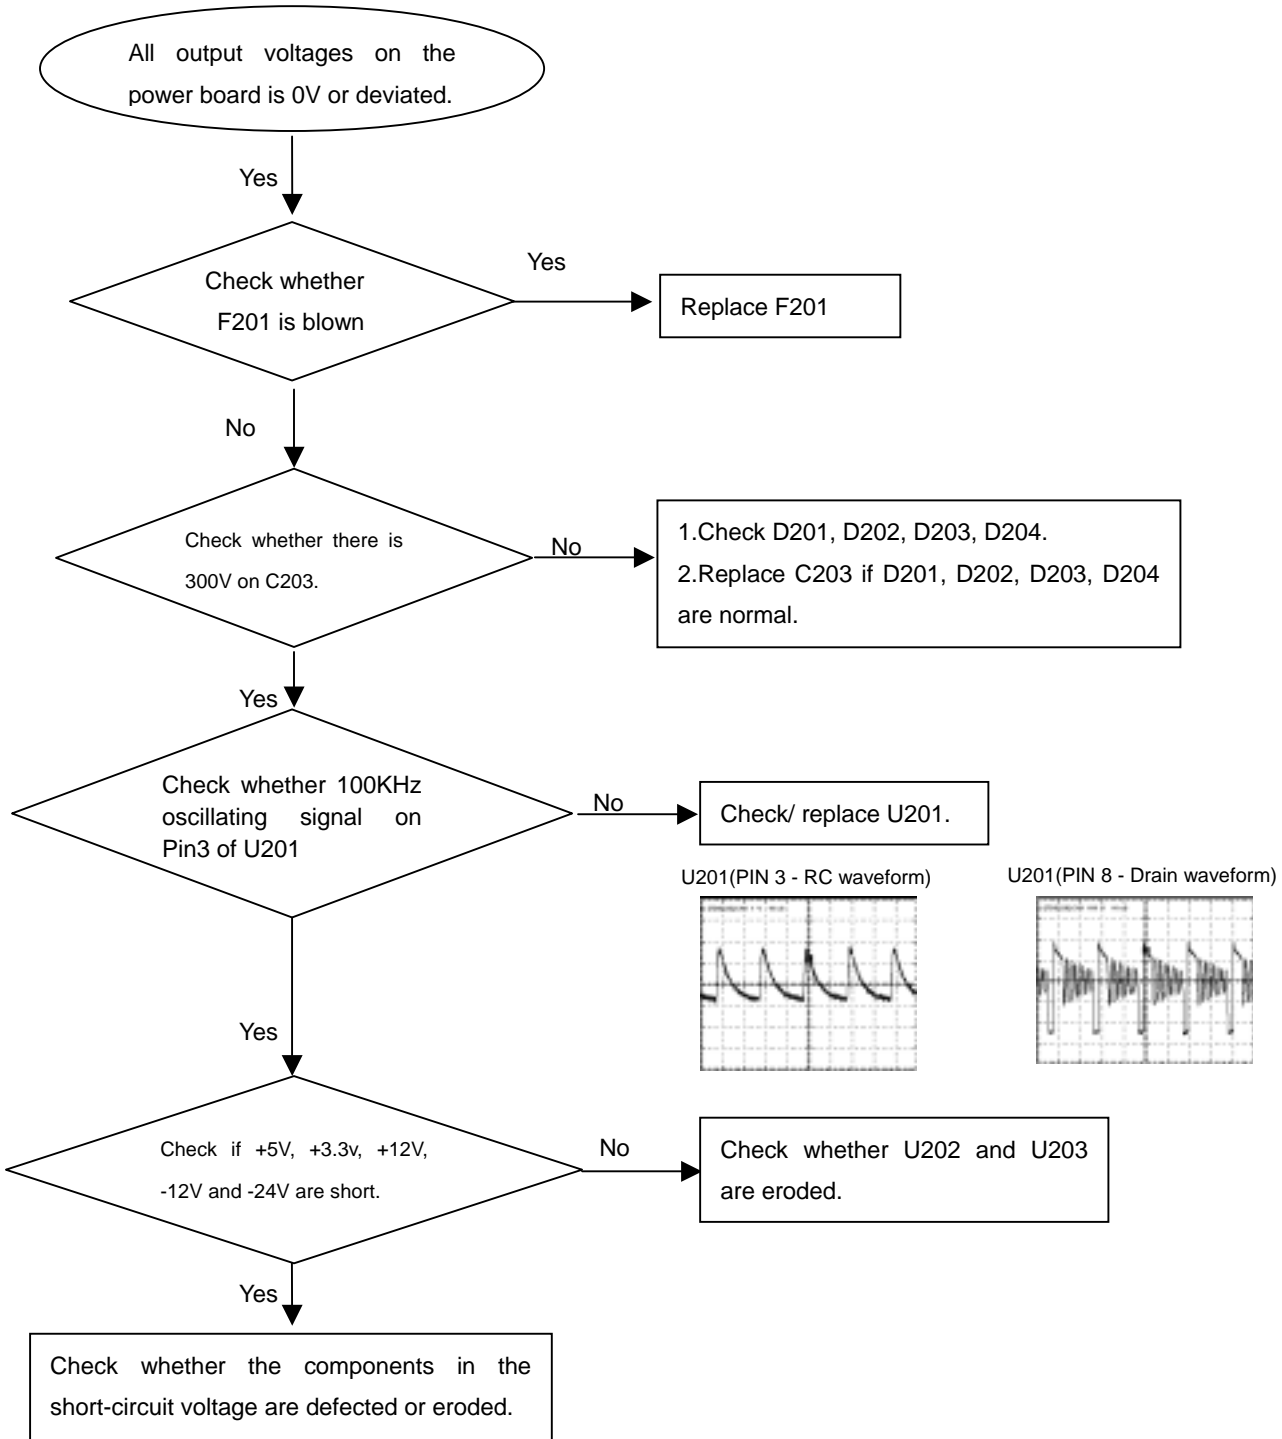 All output voltages on the
power board is 0V or deviated.
Yes
Check whether
F201 is blown
Yes
Replace F201
No
Check whether there is
300V on C203.
No
1.Check D201, D202, D203, D204.
2.Replace C203 if D201, D202, D203, D204
are normal.
Yes
Check whether 100KHz
oscillating signal on
Pin3 of U201
No
Check/ replace U201.
U201(PIN 3 - RC waveform)
U201(PIN 8 - Drain waveform)
Yes
Check if +5V, +3.3v, +12V,
-12V and -24V are short.
No
Check whether U202 and U203
are eroded.
Yes
Check whether the components in the
short-circuit voltage are defected or eroded.